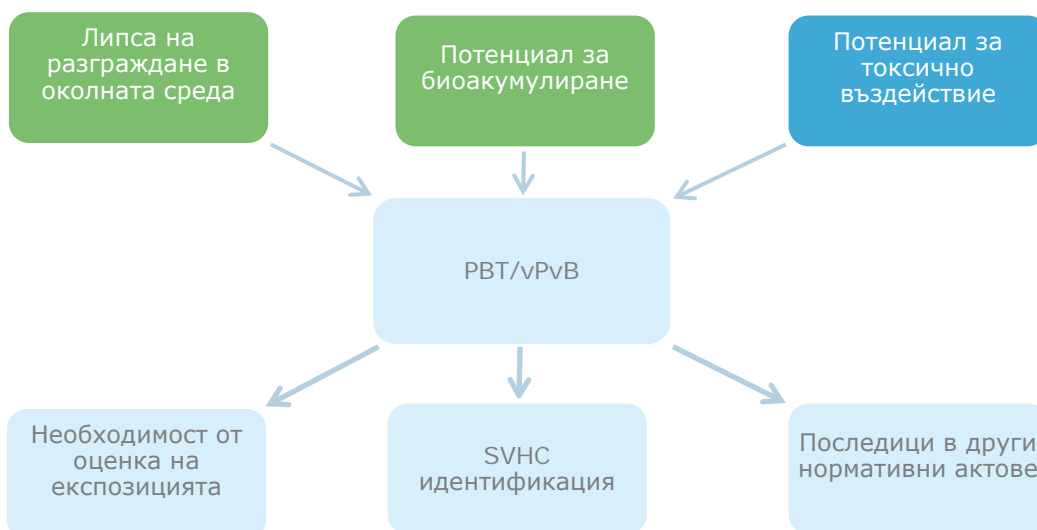 Липса на
разграждане в
околната среда
Потенциал за
биоакумулиране
Потенциал за
токсично
въздействие
PBT/vPvB
Необходимост от
оценка на
експозицията
SVHC
идентификация
Последици в други
нормативни актове